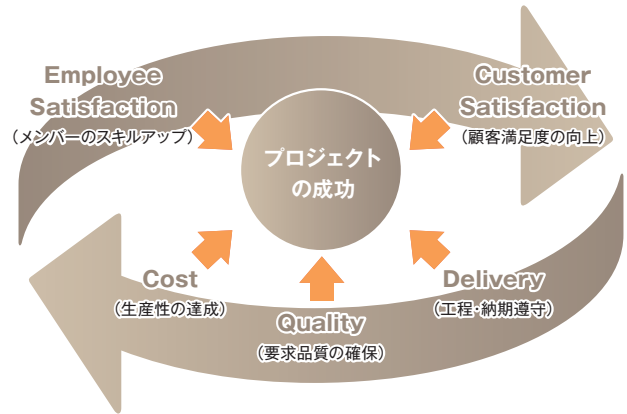 Employee
Satisfaction
（メンバーのスキルアップ）
Customer
Satisfaction
（顧客満足度の向上）
プロジェクト
の成功
Cost
（生産性の達成）
Quality
（要求品質の確保）
Delivery
（工程・納期遵守）